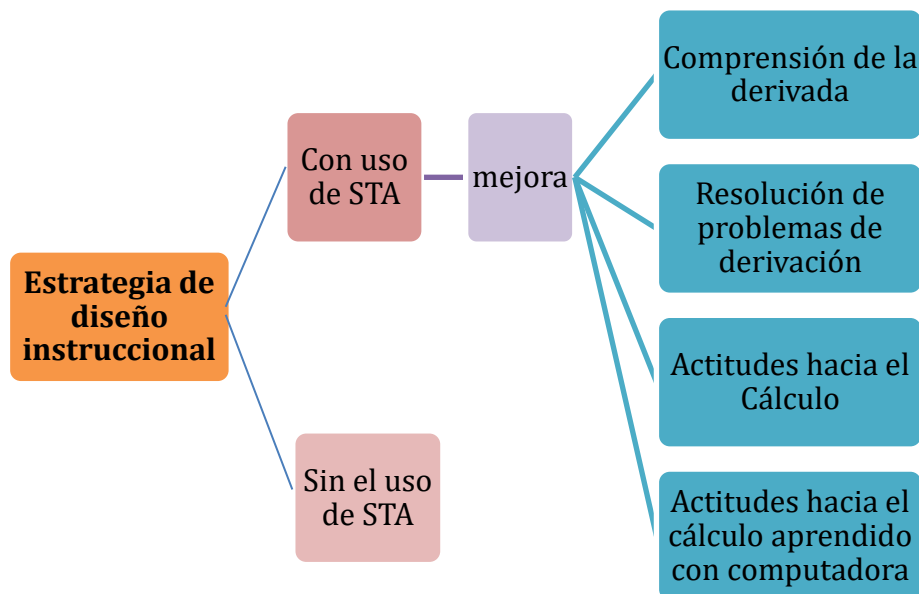 Estrategia de
diseño
instruccional
Con uso
de STA
mejora
Comprensión de la
derivada
Resolución de
problemas de
derivación
Actitudes hacia el
Cálculo
Actitudes hacia el
cálculo aprendido
con computadora
Sin el uso
de STA